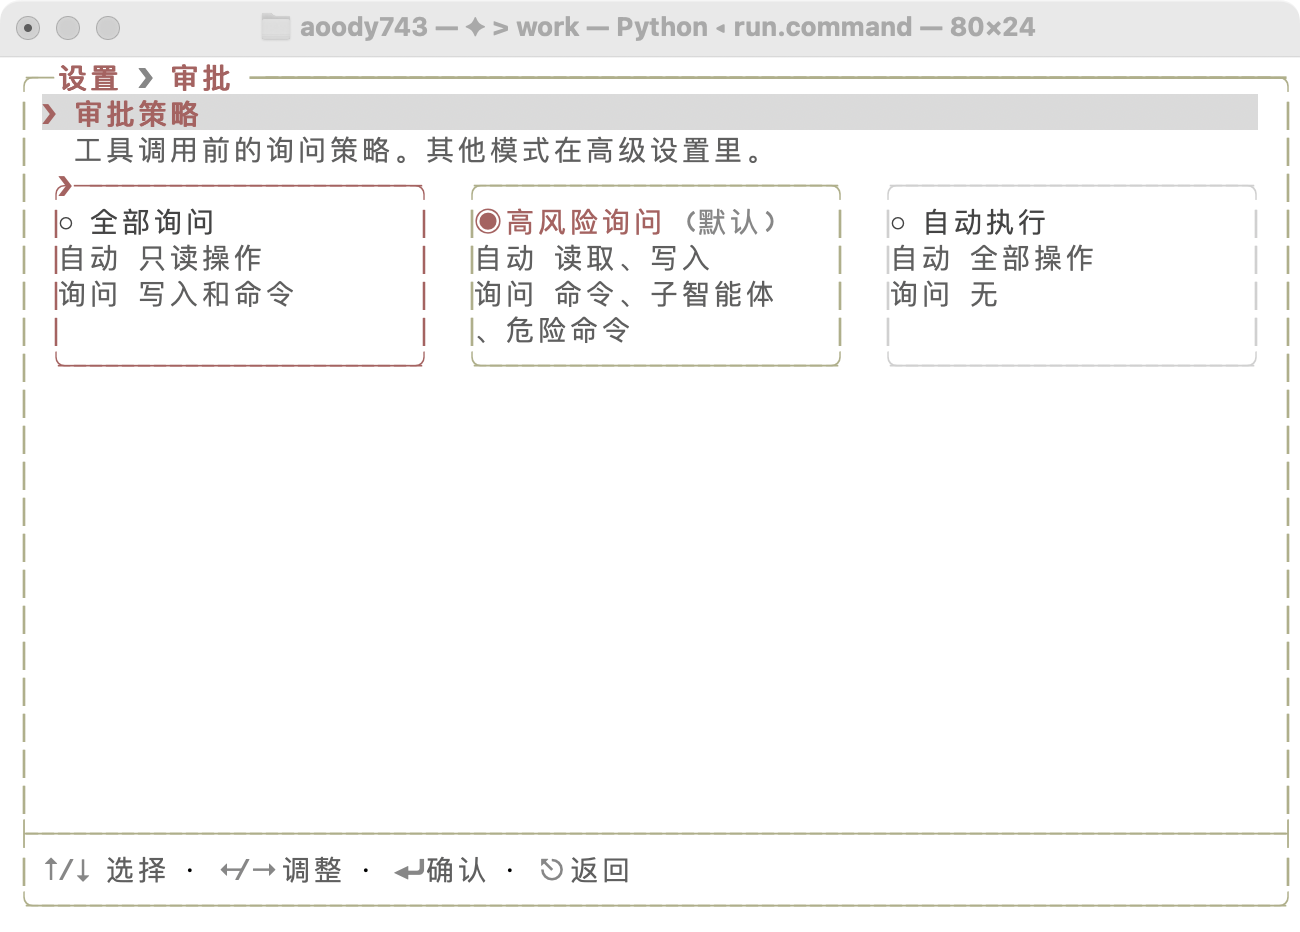 aoody743 — ✦ > work — Python ◂ run.command — 80×24
设置 ❯ 审批
❯ 审批策略
工具调用前的询问策略。其他模式在高级设置里。
○ 全部询问
自动 只读操作
询问 写入和命令
◉高风险询问 (默认)
自动 读取、写入
询问 命令、子智能体
、危险命令
○ 自动执行
自动 全部操作
询问 无
↑/↓ 选择 · ←/→调整 · ↵确认 · ⎋返回